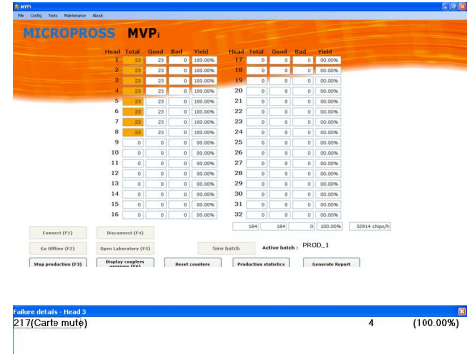 MVPi
File Config Tests Maintenance About
MICROPROSS MVPi
Head Total Good Bad Yield Head Total Good Bad Yield
1 23 23 0 100.00% 17 0 0 0 00.00%
2 23 23 0 100.00% 18 0 0 0 00.00%
3 23 23 0 100.00% 19 0 0 0 00.00%
4 23 23 0 100.00% 20 0 0 0 00.00%
5 23 23 0 100.00% 21 0 0 0 00.00%
6 23 23 0 100.00% 22 0 0 0 00.00%
7 23 23 0 100.00% 23 0 0 0 00.00%
8 23 23 0 100.00% 24 0 0 0 00.00%
9 0 0 0 00.00% 25 0 0 0 00.00%
10 0 0 0 00.00% 26 0 0 0 00.00%
11 0 0 0 00.00% 27 0 0 0 00.00%
12 0 0 0 00.00% 28 0 0 0 00.00%
13 0 0 0 00.00% 29 0 0 0 00.00%
14 0 0 0 00.00% 30 0 0 0 00.00%
15 0 0 0 00.00% 31 0 0 0 00.00%
16 0 0 0 00.00% 32 0 0 0 00.00%
184 184 0 100.00% 32914 chips/h
Connect (F1) Disconnect (F4)
Go Offline (F2) Open Laboratory (F5) New batch Active batch : PROD_1
Stop production (F3) Display couplers Reset counters Production statistics Generate Report
Failure details - Head 3
217(Carte mute) 4 (100.00%)